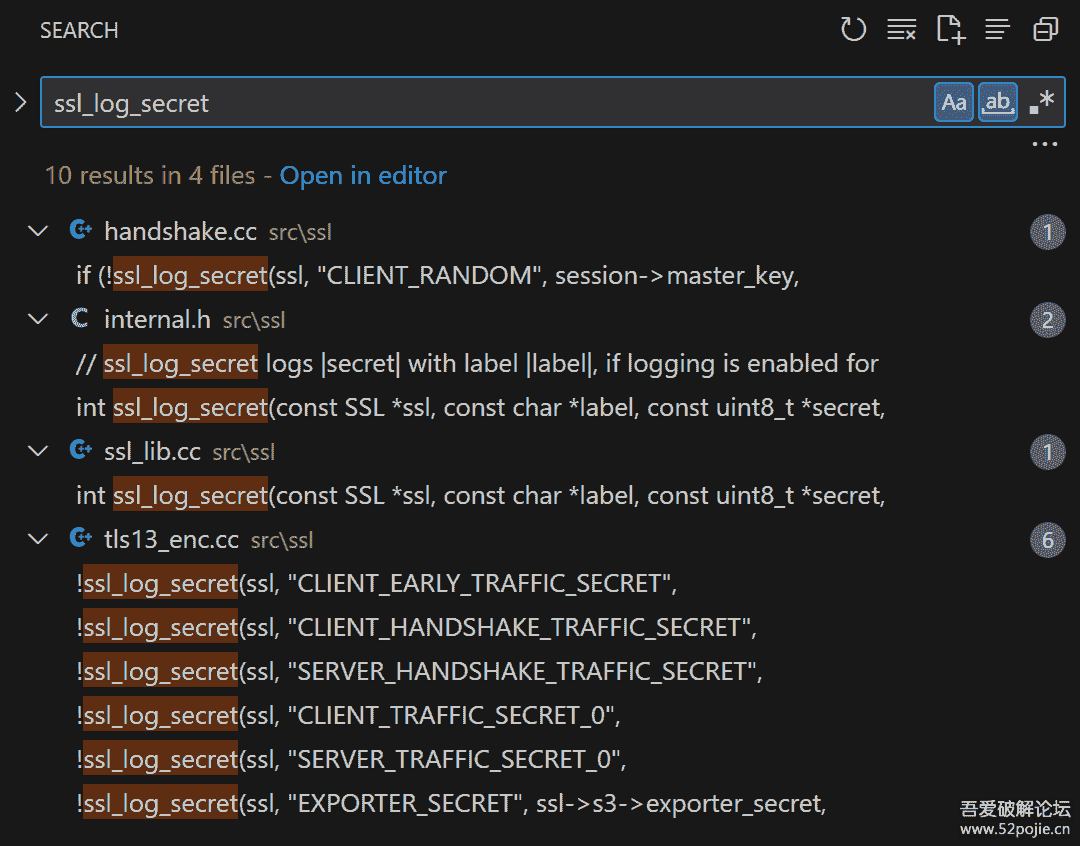 SEARCH
ssl_log_secret
Aa
ab
.*
...
10 results in 4 files - Open in editor
handshake.cc src\ssl 1
if (!ssl_log_secret(ssl, "CLIENT_RANDOM", session->master_key,
internal.h src\ssl 2
// ssl_log_secret logs |secret| with label |label|, if logging is enabled for
int ssl_log_secret(const SSL *ssl, const char *label, const uint8_t *secret,
ssl_lib.cc src\ssl 1
int ssl_log_secret(const SSL *ssl, const char *label, const uint8_t *secret,
tls13_enc.cc src\ssl 6
!ssl_log_secret(ssl, "CLIENT_EARLY_TRAFFIC_SECRET",
!ssl_log_secret(ssl, "CLIENT_HANDSHAKE_TRAFFIC_SECRET",
!ssl_log_secret(ssl, "SERVER_HANDSHAKE_TRAFFIC_SECRET",
!ssl_log_secret(ssl, "CLIENT_TRAFFIC_SECRET_0",
!ssl_log_secret(ssl, "SERVER_TRAFFIC_SECRET_0",
!ssl_log_secret(ssl, "EXPORTER_SECRET", ssl->s3->exporter_secret,
吾爱破解论坛
www.52pojie.cn